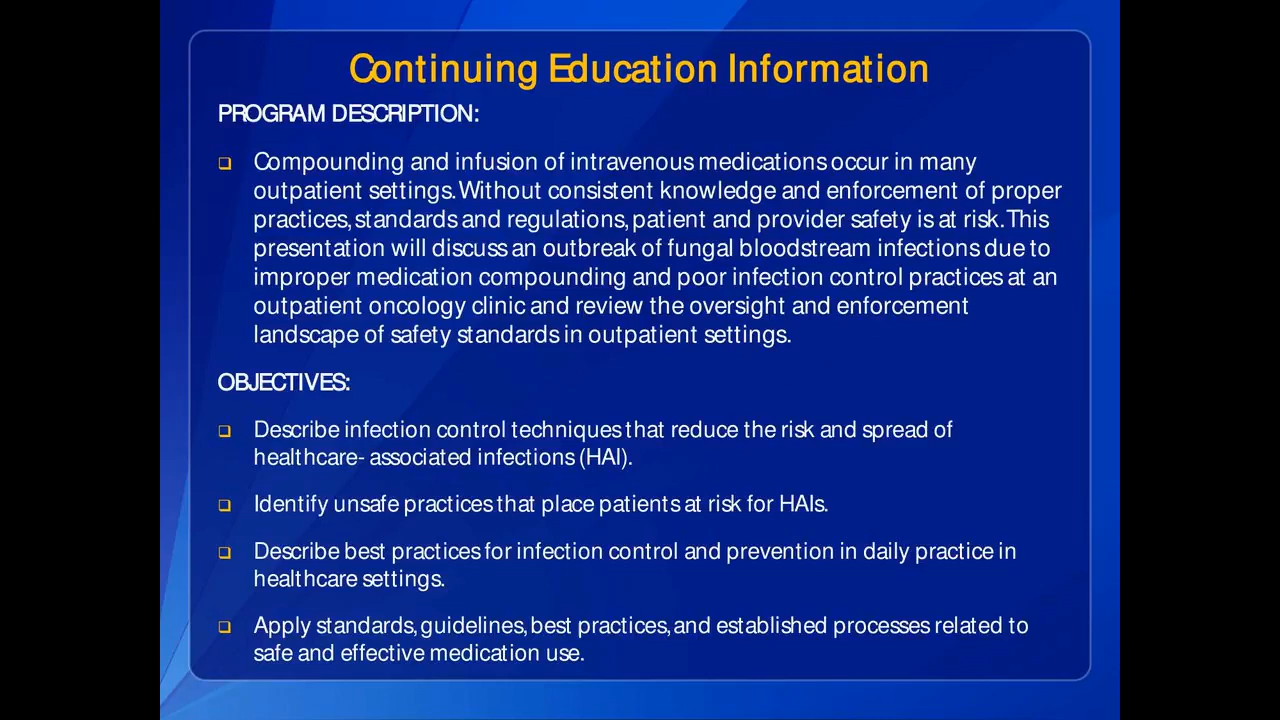 Continuing Education Information
PROGRAM DESCRIPTION:
Compounding and infusion of intravenous medications occur in many
outpatient settings. Without consistent knowledge and enforcement of proper
practices, standards and regulations, patient and provider safety is at risk. This
presentation will discuss an outbreak of fungal bloodstream infections due to
improper medication compounding and poor infection control practices at an
outpatient oncology clinic and review the oversight and enforcement
landscape of safety standards in outpatient settings.
OBJECTIVES:
Describe infection control techniques that reduce the risk and spread of
healthcare- associated infections (HAI).
Identify unsafe practices that place patients at risk for HAIs.
Describe best practices for infection control and prevention in daily practice in
healthcare settings.
Apply standards, guidelines, best practices, and established processes related to
safe and effective medication use.